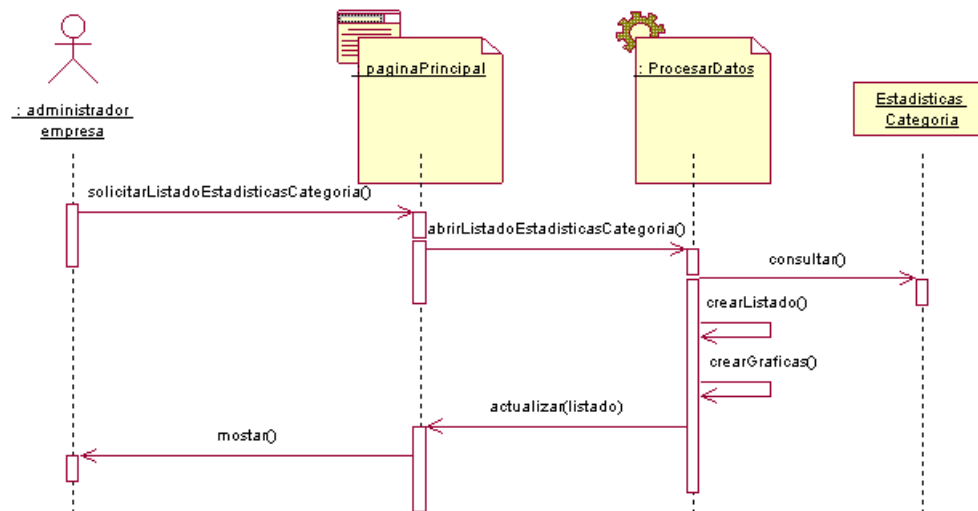 : administrador
empresa
: paginaPrincipal
: ProcesarDatos
Estadisticas
Categoria
solicitarListadoEstadisticasCategoria()
abrirListadoEstadisticasCategoria()
consultar()
crearListado()
crearGraficas()
actualizar(listado)
mostar()